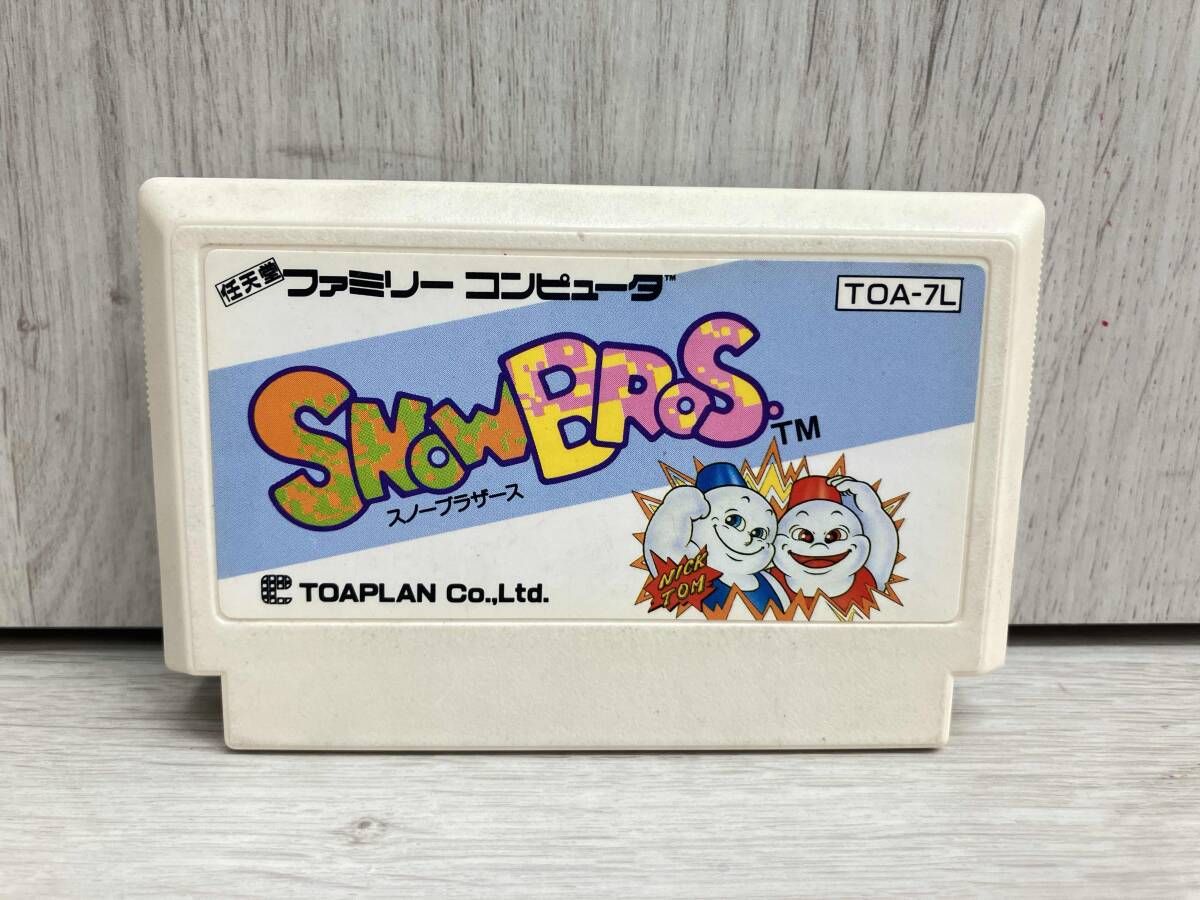 任天堂 ファミリー コンピュータ™
TOA-7L
SNOW BROS.™
スノーブラザース
NICK
TOM
TOAPLAN Co.,Ltd.